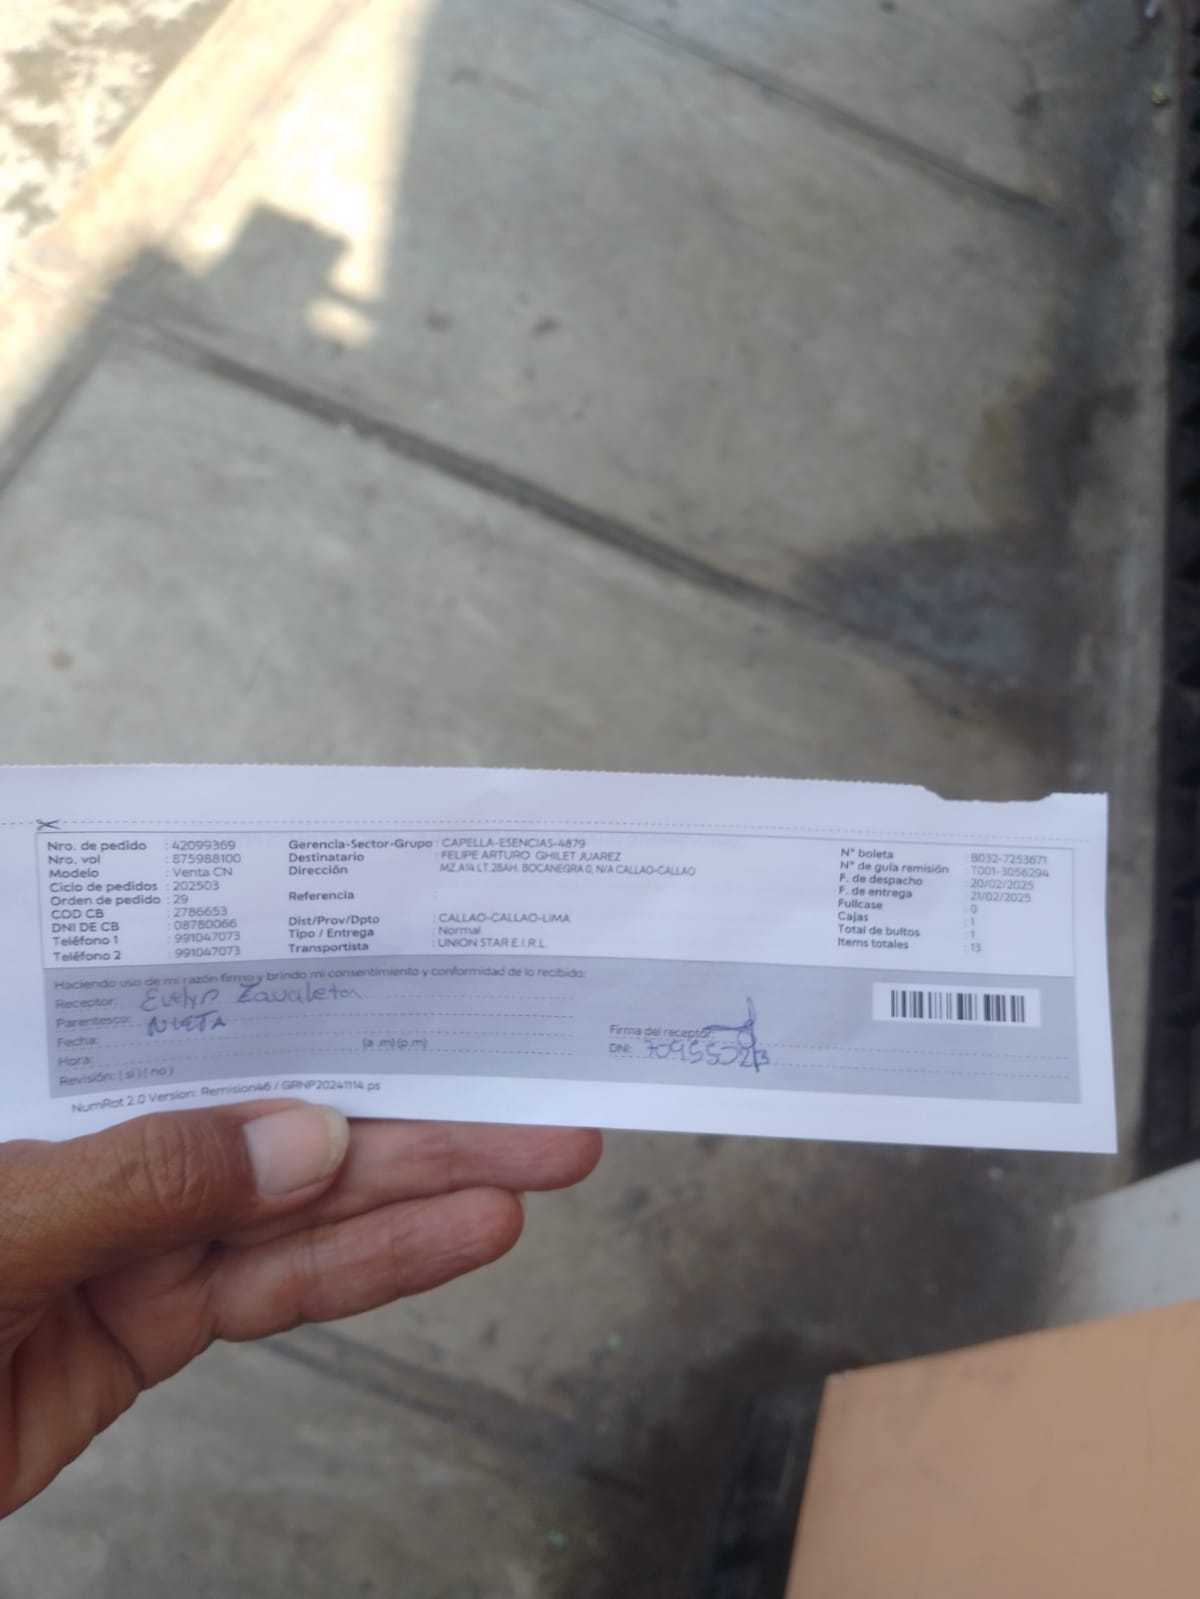 Nro. de pedido : 42099369
Nro. vol : 875988100
Modelo : Venta CN
Ciclo de pedidos : 202503
Orden de pedido : 29
COD CB : 2786653
DNI DE CB : 08780066
Teléfono 1 : 991047073
Teléfono 2 : 991047073
Gerencia-Sector-Grupo : CAPELLA-ESENCIAS-4879
Destinatario : FELIPE ARTURO GHILET JUAREZ
Dirección : MZ.A14 LT.28AH. BOCANEGRA 0, N/A CALLAO-CALLAO
Referencia :
Dist/Prov/Dpto : CALLAO-CALLAO-LIMA
Tipo / Entrega : Normal
Transportista : UNION STAR E.I.R.L.
N° boleta : B032-7253671
N° de guía remisión : T001-3056294
F. de despacho : 20/02/2025
F. de entrega : 21/02/2025
Fullcase : 0
Cajas : 1
Total de bultos : 1
Items totales : 13
Haciendo uso de mi razón firmo y brindo mi consentimiento y conformidad de lo recibido:
Receptor: Evelyn Zavaleta
Parentesco: NIETA
Fecha:
Hora: (a.m) (p.m)
Revisión: ( si ) ( no )
Firma del receptor:
DNI:
NumRot 2.0 Version: Remision46 / GRNP20241114.ps